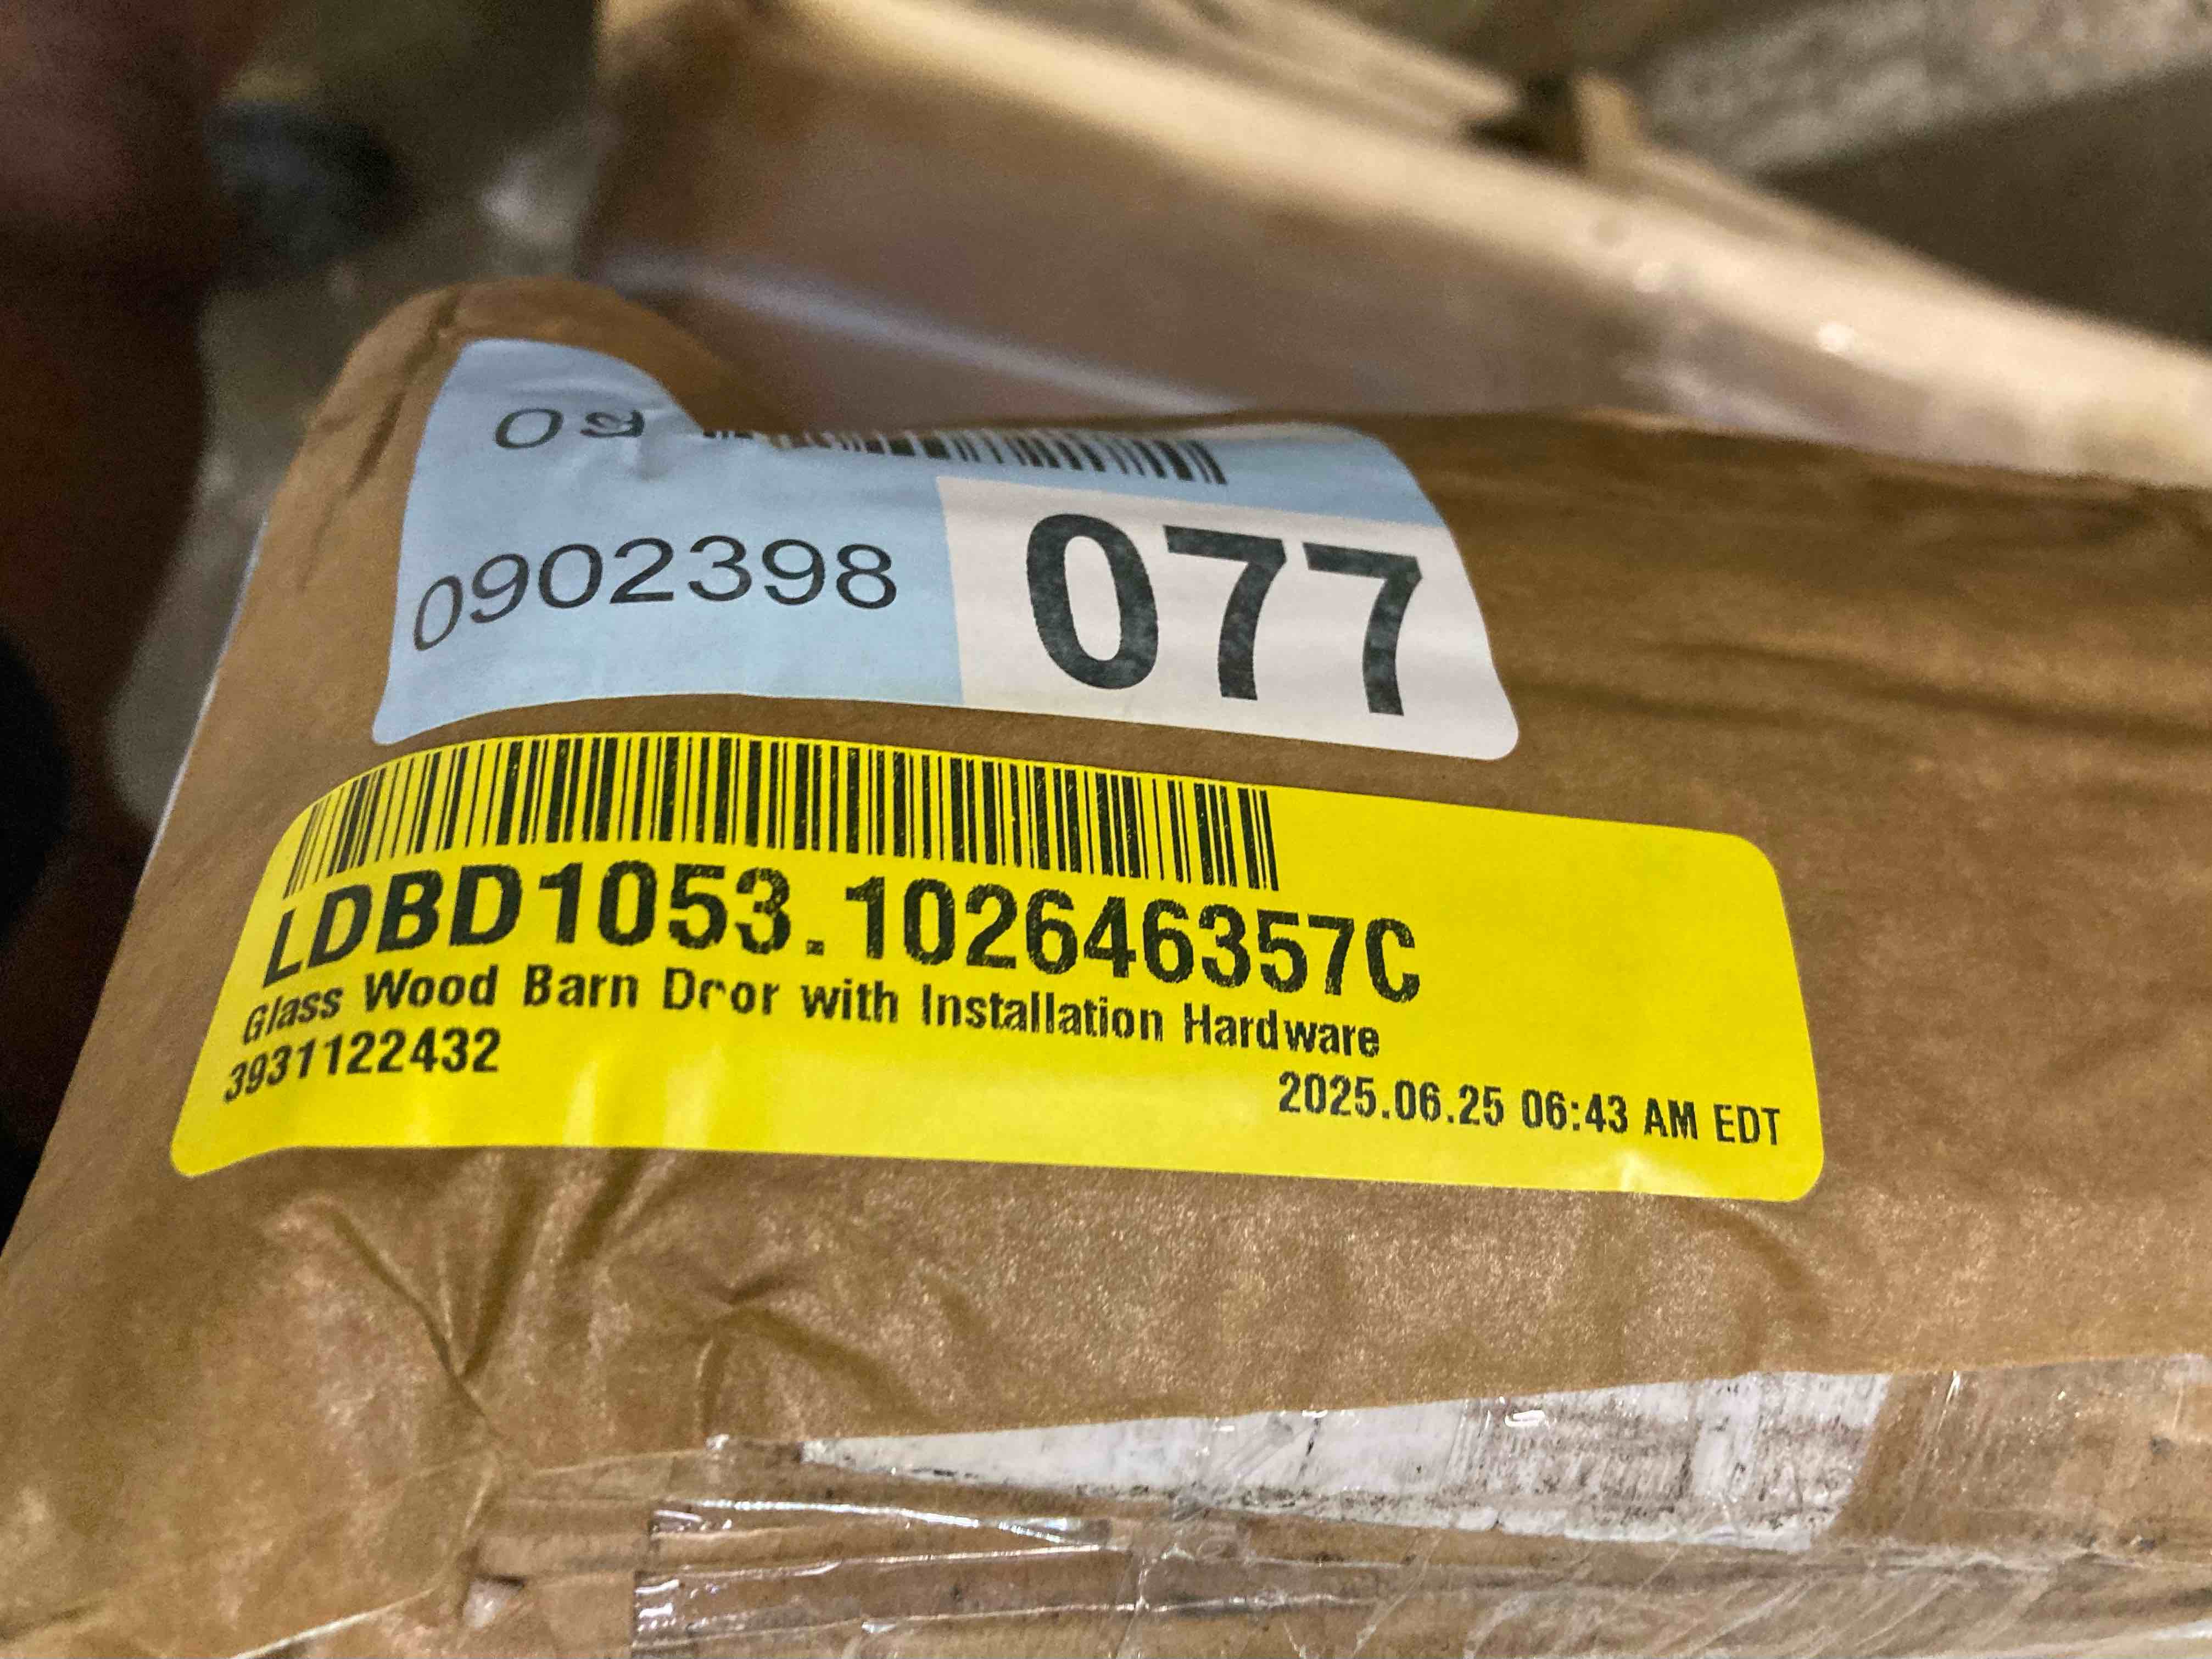 0902398
077
LDBD1053.102646357C
Glass Wood Barn Door with Installation Hardware
3931122432
2025.06.25 06:43 AM EDT